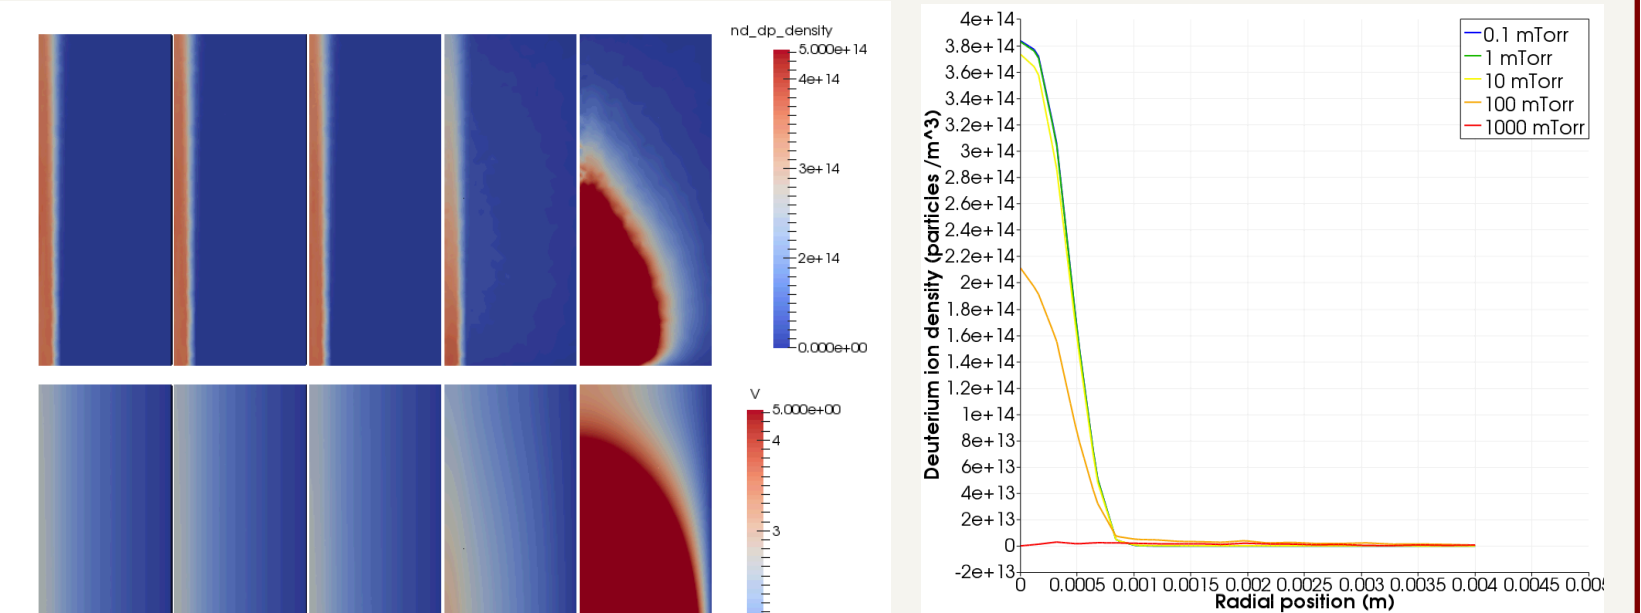 nd_dp_density
5.000e+14
4e+14
3e+14
2e+14
0.000e+00
V
5.000e+00
4
3
Deuterium ion density (particles /m^3)
4e+14
3.8e+14
3.6e+14
3.4e+14
3.2e+14
3e+14
2.8e+14
2.6e+14
2.4e+14
2.2e+14
2e+14
1.8e+14
1.6e+14
1.4e+14
1.2e+14
1e+14
8e+13
6e+13
4e+13
2e+13
0
-2e+13
0.1 mTorr
1 mTorr
10 mTorr
100 mTorr
1000 mTorr
0 0.0005 0.001 0.0015 0.002 0.0025 0.003 0.0035 0.004 0.0045 0.005
Radial position (m)